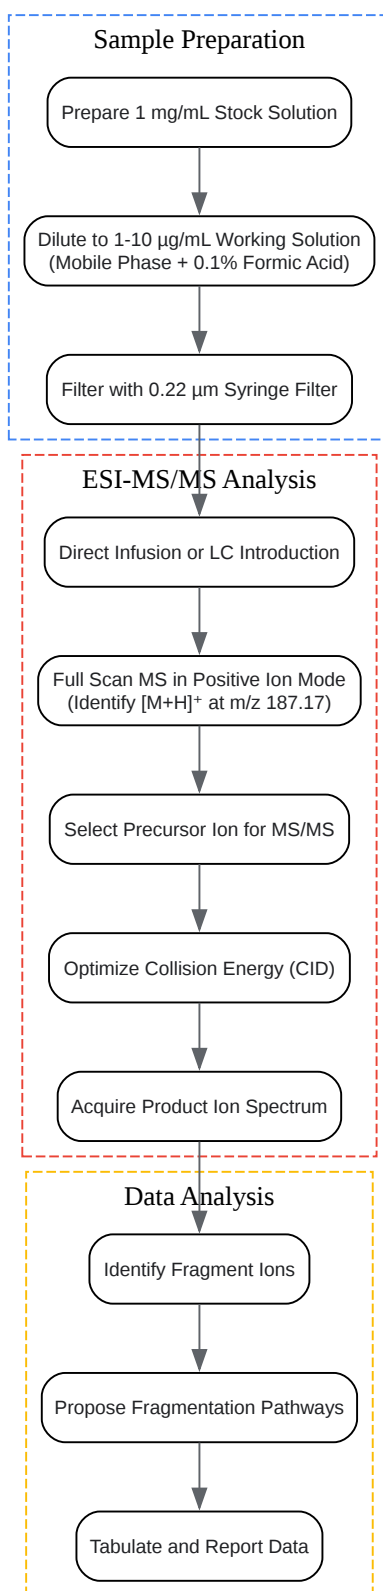 Sample Preparation
Prepare 1 mg/mL Stock Solution
Dilute to 1-10 µg/mL Working Solution
(Mobile Phase + 0.1% Formic Acid)
Filter with 0.22 µm Syringe Filter
ESI-MS/MS Analysis
Direct Infusion or LC Introduction
Full Scan MS in Positive Ion Mode
(Identify [M+H]⁺ at m/z 187.17)
Select Precursor Ion for MS/MS
Optimize Collision Energy (CID)
Acquire Product Ion Spectrum
Data Analysis
Identify Fragment Ions
Propose Fragmentation Pathways
Tabulate and Report Data